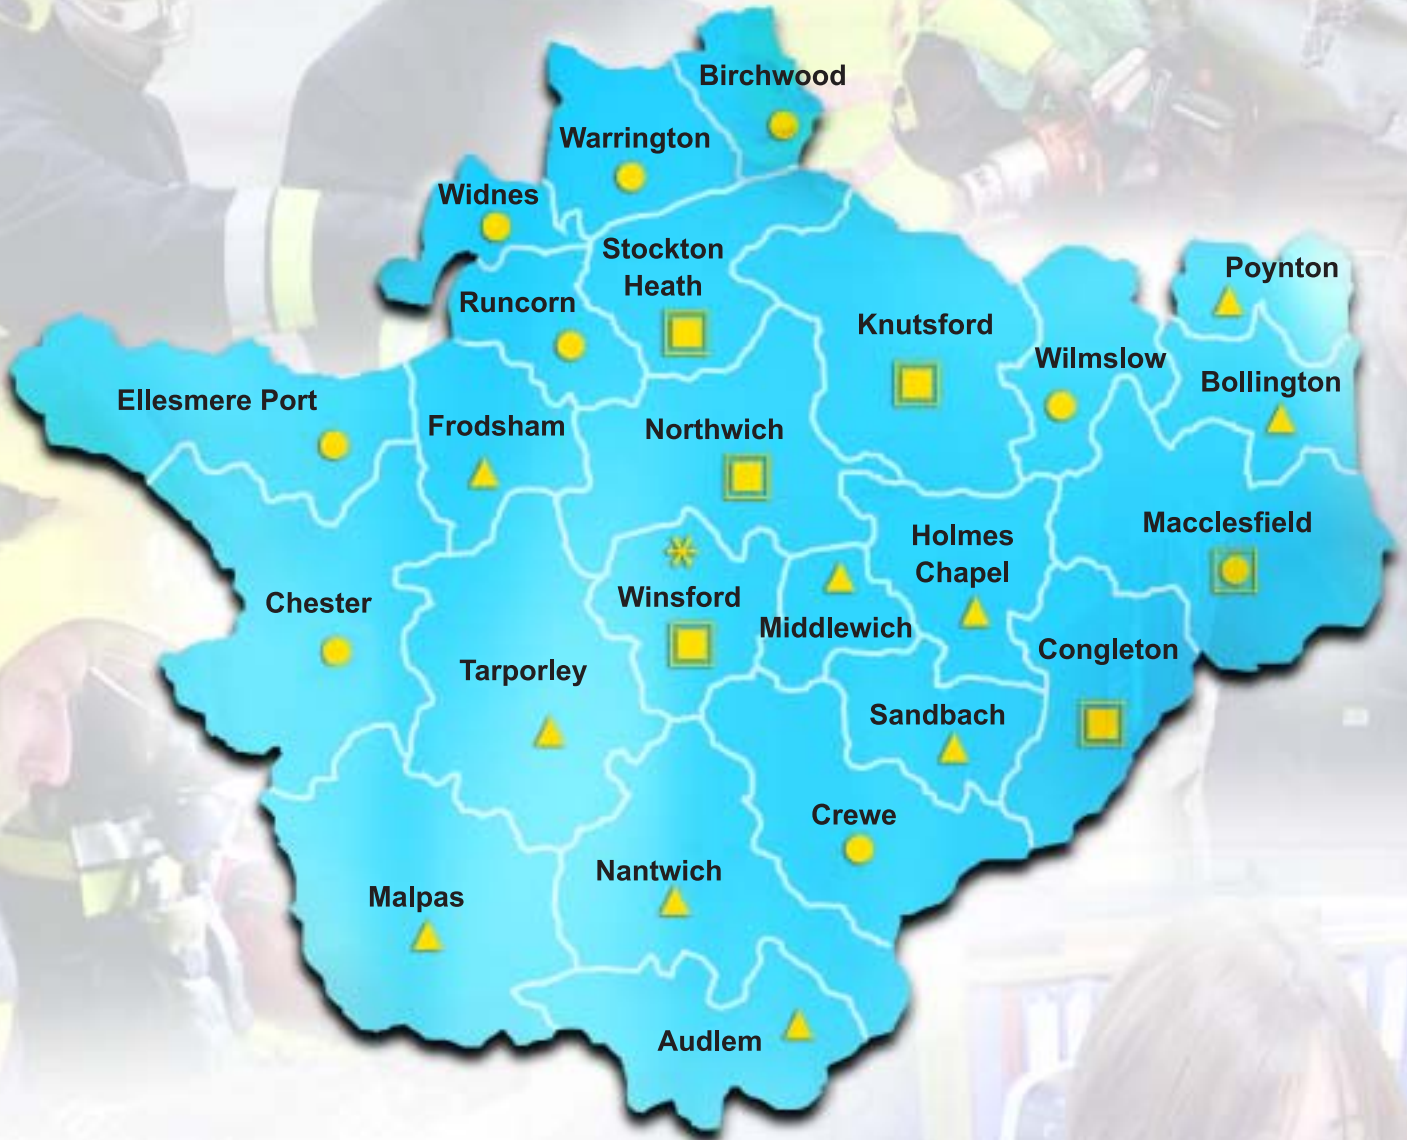 Birchwood
Warrington
Widnes
Stockton
Heath
Poynton
Runcorn
Knutsford
Wilmslow
Bollington
Ellesmere Port
Frodsham
Northwich
Macclesfield
Holmes
Chapel
Chester
Winsford
Middlewich
Congleton
Tarporley
Sandbach
Crewe
Nantwich
Malpas
Audlem